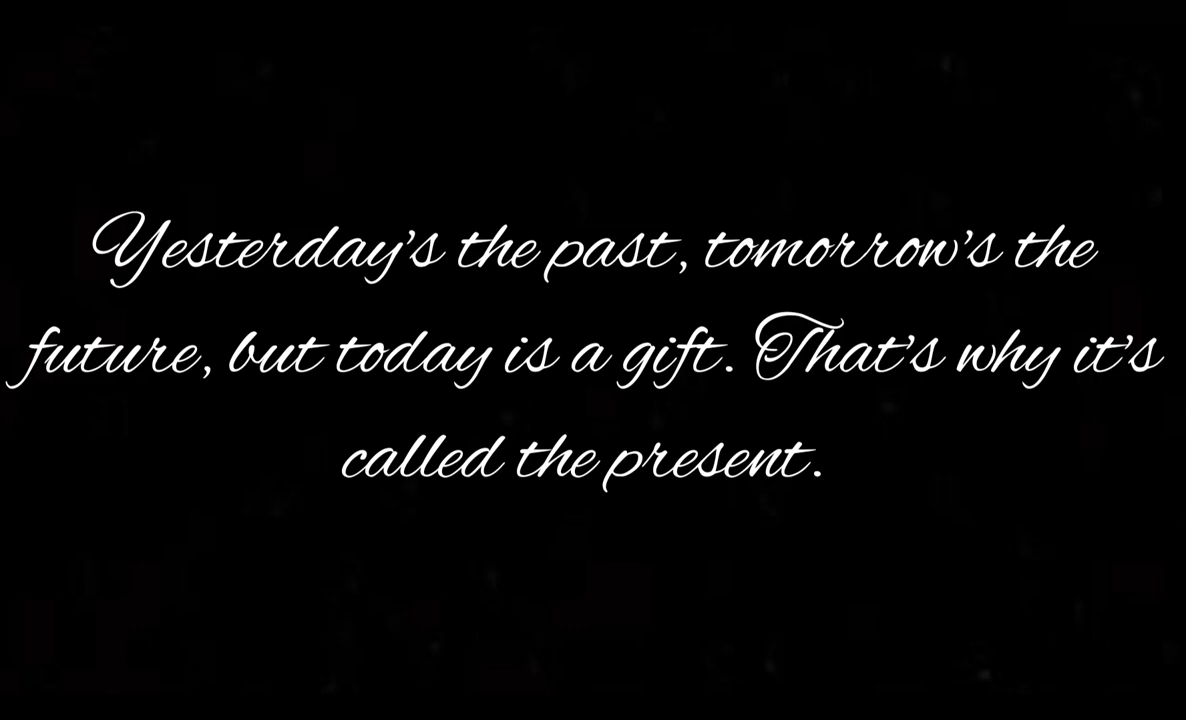 Yesterday's the past, tomorrow's the
future, but today is a gift. That's why it's
called the present.